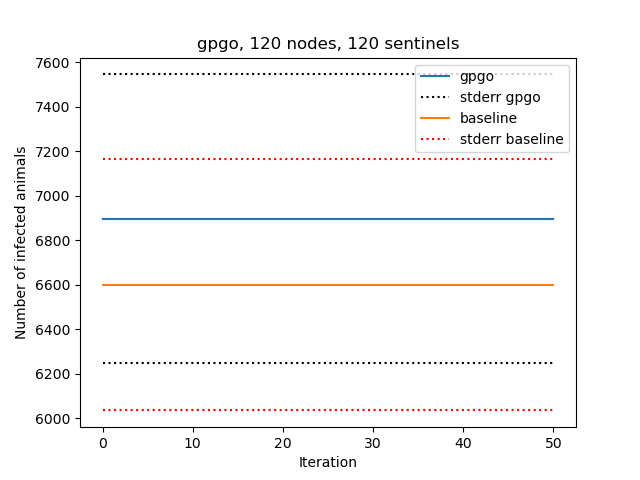 gpgo, 120 nodes, 120 sentinels
7600
7400
7200
7000
6800
6600
6400
6200
6000
Number of infected animals
gpgo
stderr gpgo
baseline
stderr baseline
0 10 20 30 40 50
Iteration